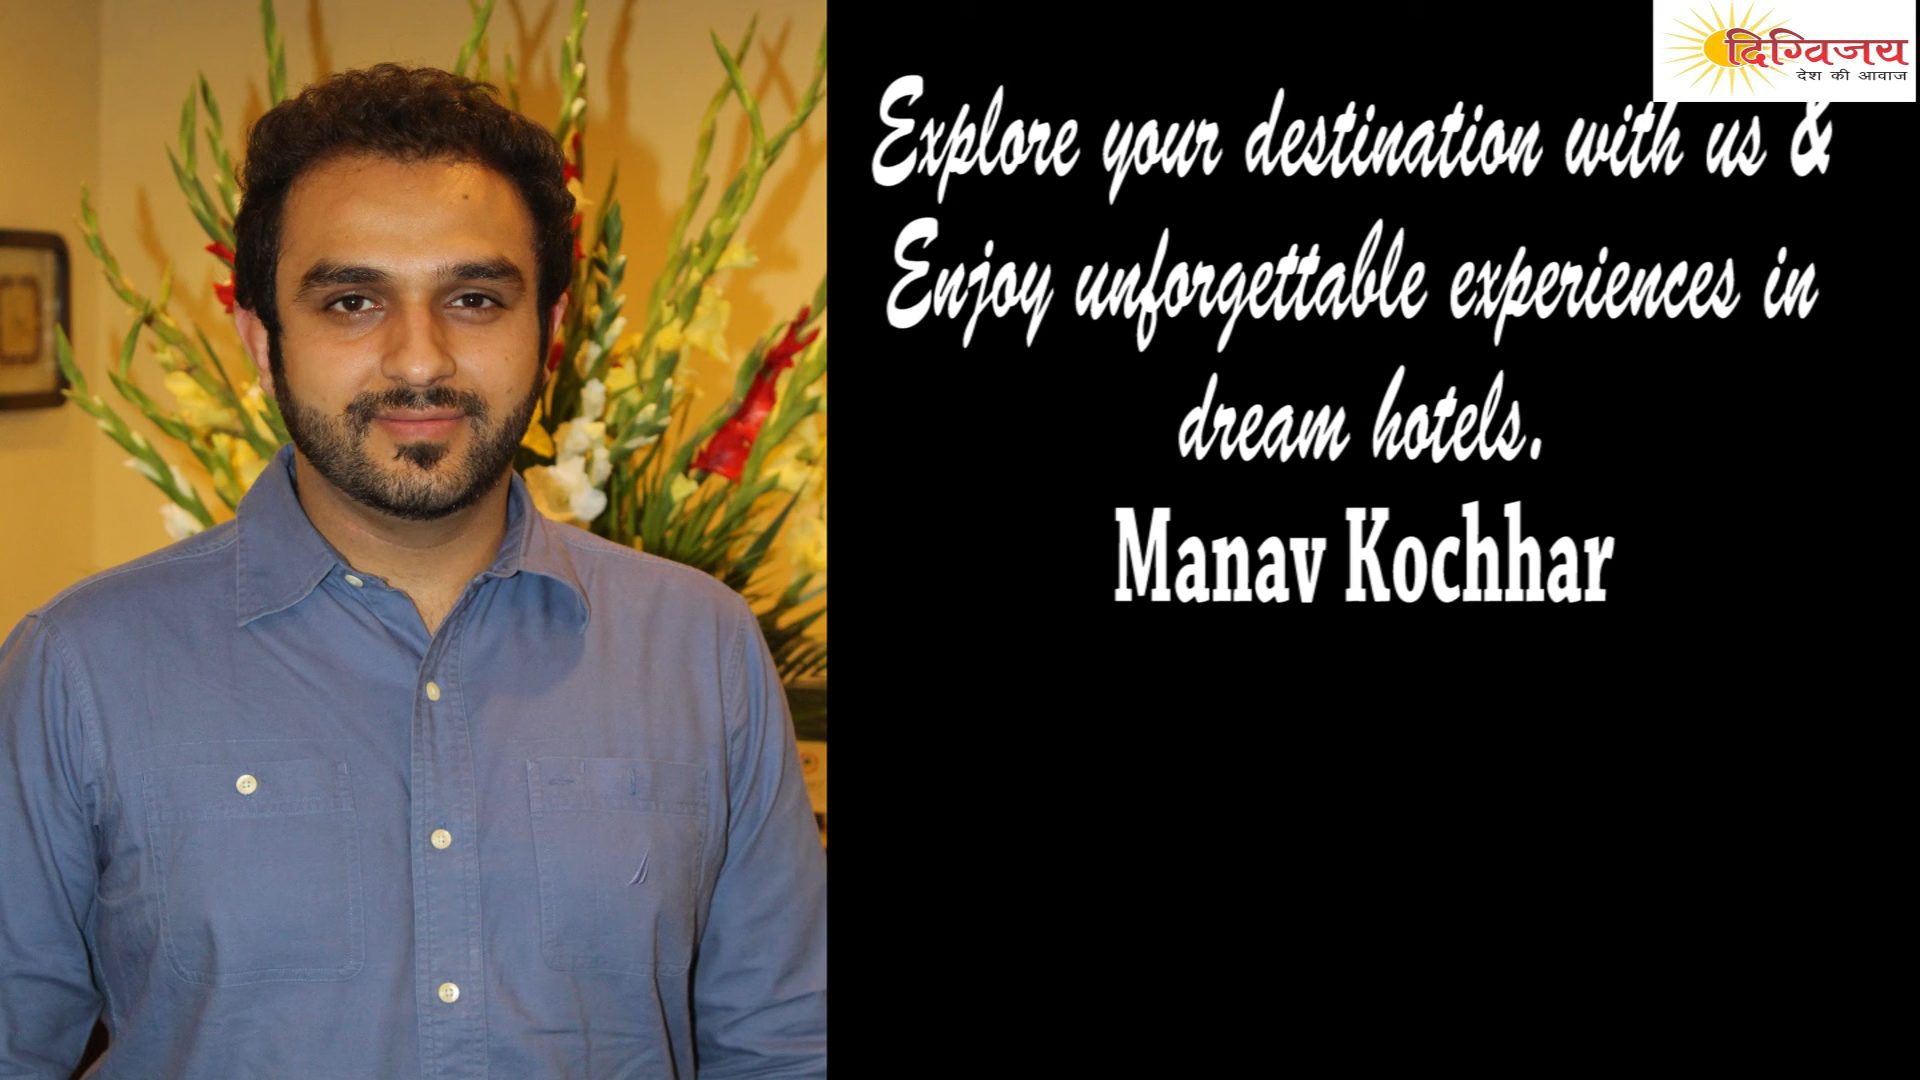 दिग्विजय
देश की आवाज
Explore your destination with us &
Enjoy unforgettable experiences in
dream hotels.
Manav Kochhar